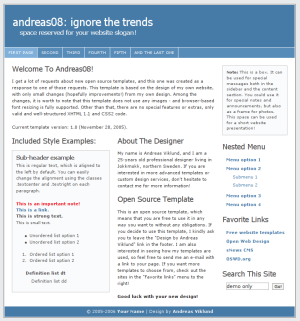 andreas08: ignore the trends
space reserved for your website slogan!
FIRST PAGE
SECOND
THIRD
FOURTH
FIFTH
AND THE LAST ONE
Welcome To Andreas08!
I get a lot of requests about new open source templates, and this one was created as a
response to one of those requests. This template is based on the design of my own website,
with only small changes (hopefully improvements!) from my own design. Among the
changes, it is worth to note that this template does not use any images - and browser-based
font resizing is fully supported. Other than that, there are no special features or extras, only
valid and well-structured XHTML 1.1 and CSS2 code.
Current template version: 1.0 (November 28, 2005).
Included Style Examples:
Sub-header example
This is regular text, which is aligned to the
left by default. You can easily
change the alignment using the classes
.textcenter and .textright on each
paragraph.
This is an important note!
This is a link.
This is strong text.
This is small text.
Unordered list option 1
Unordered list option 2
1. Ordered list option 1
2. Ordered list option 2
Definition list dt
Definition list dd
About The Designer
My name is Andreas Viklund, and I am a
25 years old professional designer living in
Jokkmokk, northern Sweden. If you are
interested in more advanced templates or
custom design services, don't hesitate to
contact me for more information!
Open Source Template
This is an open source template, which
means that you are free to use it in any
way you want to without obligations. If
you decide to use this template, I kindly ask
you to leave the "Design by Andreas
Viklund" link in the footer. I am also
interested in seeing how my templates are
used, so feel free to send me an e-mail with
a link to your page. If you want more
templates to choose from, check out the
sites in the "Favorite links" menu to the
right!
Good luck with your new design!
Note: This is a box. It can be
used for special
messages both in the
sidebar and the content
section. You could use it
for special notes and
announcements, but also
as a frame for photos.
This space can be used
for a short website
presentation!
Nested Menu
Menu option 1
Menu option 2
Submenu 1
Submenu 2
Menu option 3
Favorite Links
Free website templates
Open Web Design
sNews CMS
OSWD.org
Search This Site
demo only
Go!
© 2005-2006 Your Name | Design by Andreas Viklund